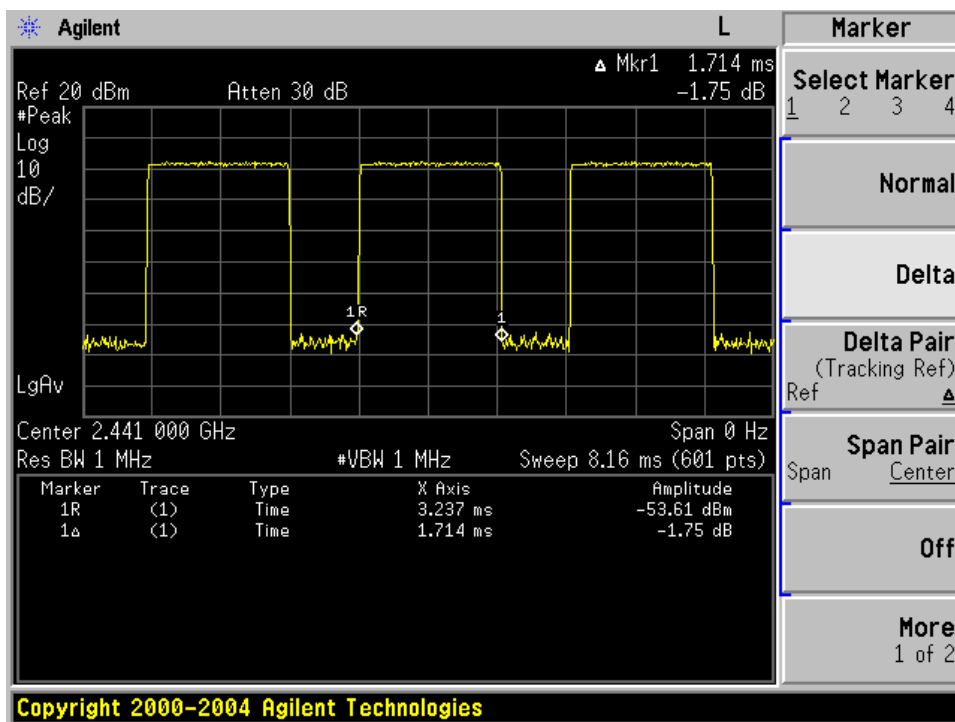 Agilent L Marker
Δ Mkr1 1.714 ms
Ref 20 dBm Atten 30 dB -1.75 dB
#Peak
Log
10
dB/
1R
1
LgAv
Center 2.441 000 GHz Span 0 Hz
Res BW 1 MHz #VBW 1 MHz Sweep 8.16 ms (601 pts)
Marker Trace Type X Axis Amplitude
1R (1) Time 3.237 ms -53.61 dBm
1Δ (1) Time 1.714 ms -1.75 dB
Select Marker
1 2 3 4
Normal
Delta
Delta Pair
(Tracking Ref)
Ref Δ
Span Pair
Span Center
Off
More
1 of 2
Copyright 2000-2004 Agilent Technologies